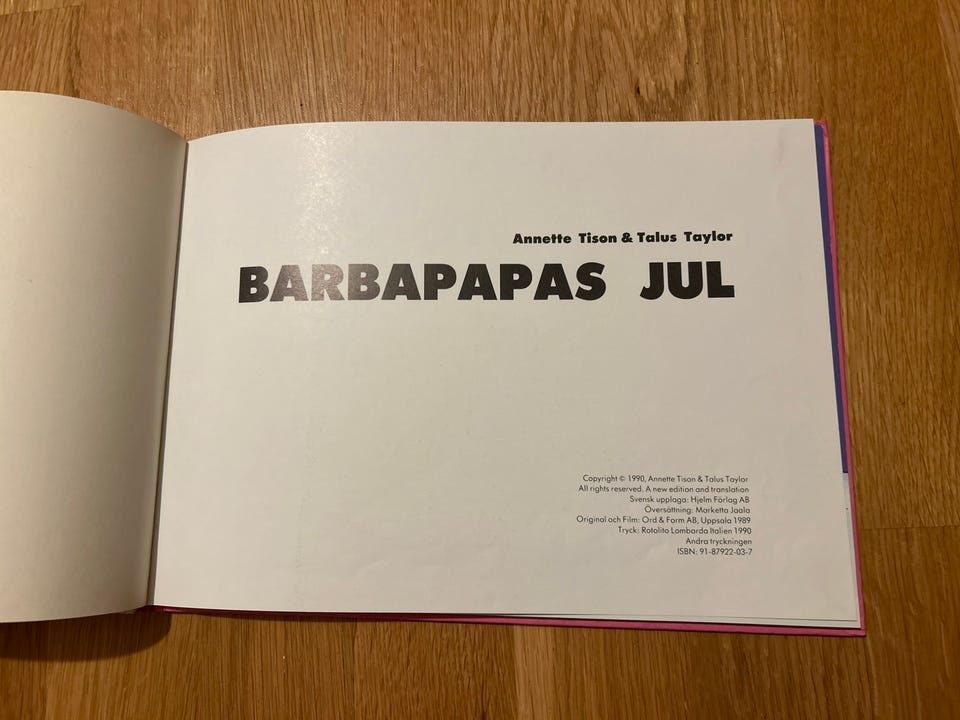 Annette Tison & Talus Taylor
BARBAPAPAS JUL
Copyright © 1990, Annette Tison & Talus Taylor
All rights reserved. A new edition and translation
Svensk upplaga: Hjelm Förlag AB
Översättning: Marketta Jaala
Original och Film: Ord & Form AB, Uppsala 1989
Tryck: Rotolito Lombarda Italien 1990
Andra tryckningen
ISBN: 91-87922-03-7